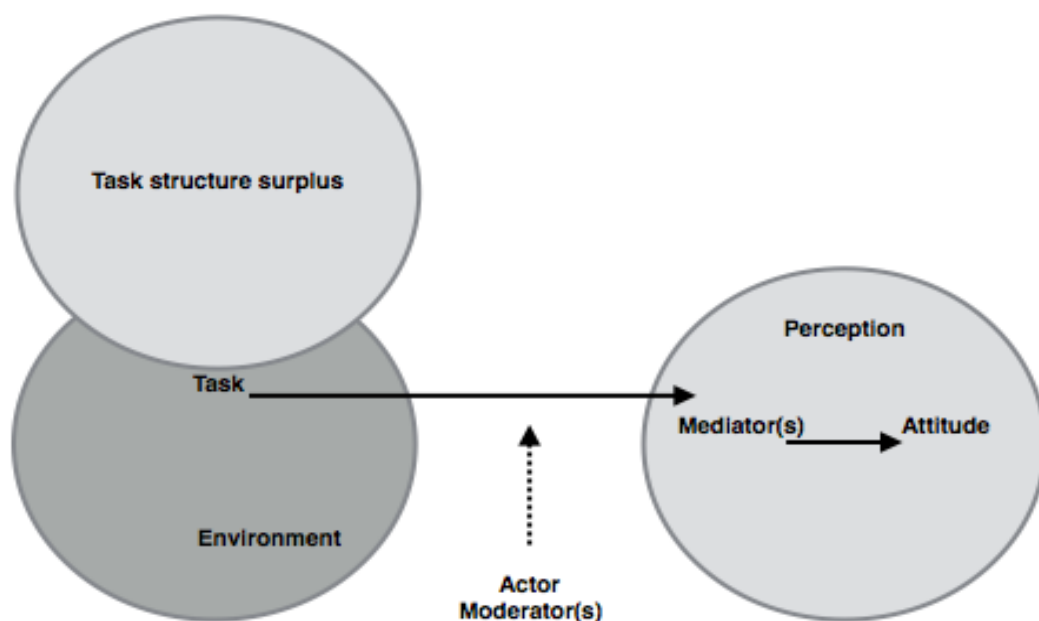 Task structure surplus
Perception
Task
Mediator(s)
Attitude
Environment
Actor
Moderator(s)